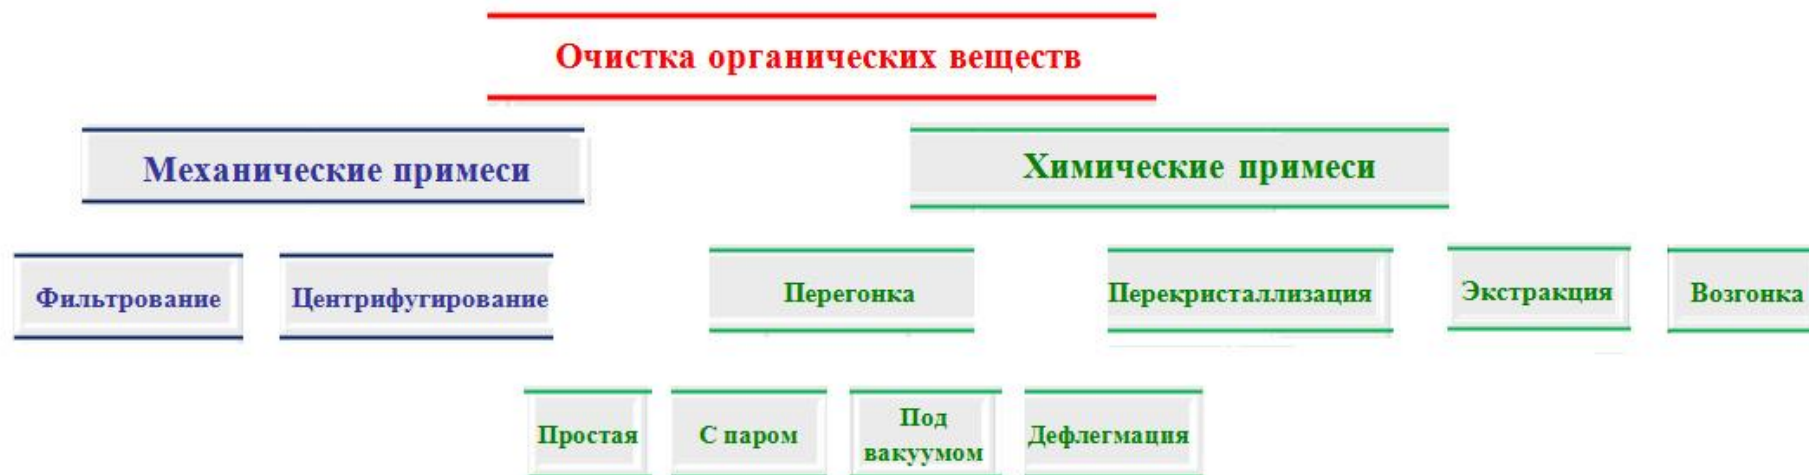 Очистка органических веществ
Механические примеси
Химические примеси
Фильтрование
Центрифугирование
Перегонка
Перекристаллизация
Экстракция
Возгонка
Простая
С паром
Под
вакуумом
Дефлегмация